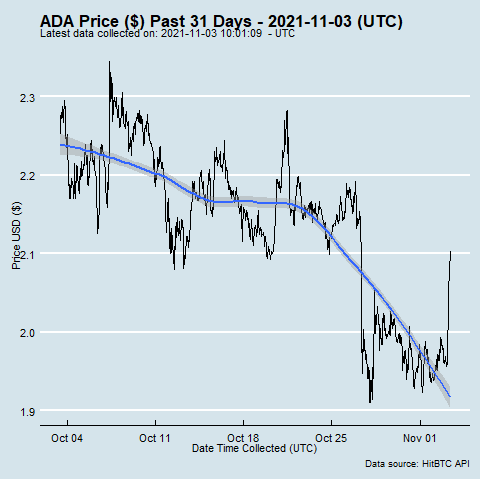 ADA Price ($) Past 31 Days - 2021-11-03 (UTC)
Latest data collected on: 2021-11-03 10:01:09 - UTC
2.3
2.2
2.1
2.0
1.9
Price USD ($)
Oct 04 Oct 11 Oct 18 Oct 25 Nov 01
Date Time Collected (UTC)
Data source: HitBTC API